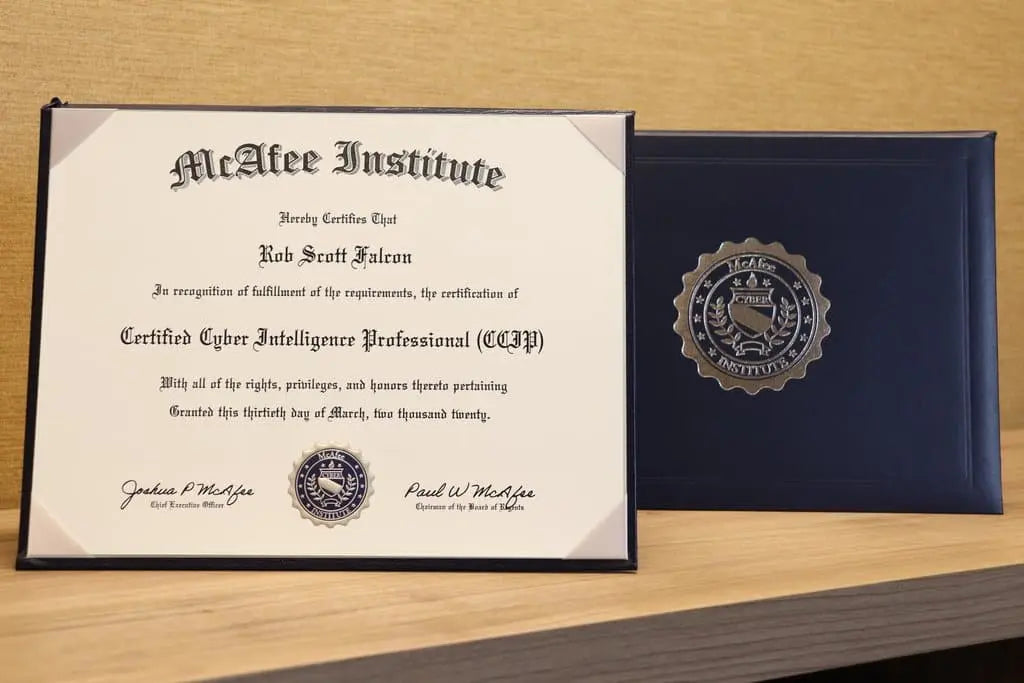 McAfee Institute
Hereby Certifies That
Rob Scott Falcon
In recognition of fulfillment of the requirements, the certification of
Certified Cyber Intelligence Professional (CCIP)
With all of the rights, privileges, and honors thereto pertaining
Granted this thirtieth day of March, two thousand twenty.
Joshua P McAfee
Chief Executive Officer
McAfee
CYBER
INSTITUTE
Paul W McAfee
Chairman of the Board of Regents
McAfee
CYBER
INSTITUTE